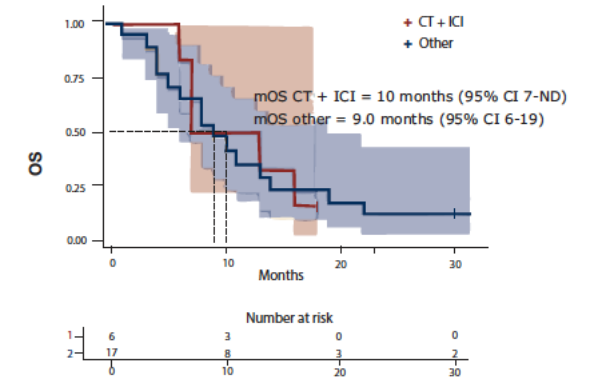 1.00
0.75
0.50
0.25
0.00
OS
CT + ICI
Other
mOS CT + ICI = 10 months (95% CI 7-ND)
mOS other = 9.0 months (95% CI 6-19)
0 10 20 30
Months
Number at risk
1 6 3 0 0
2 17 8 3 2
0 10 20 30